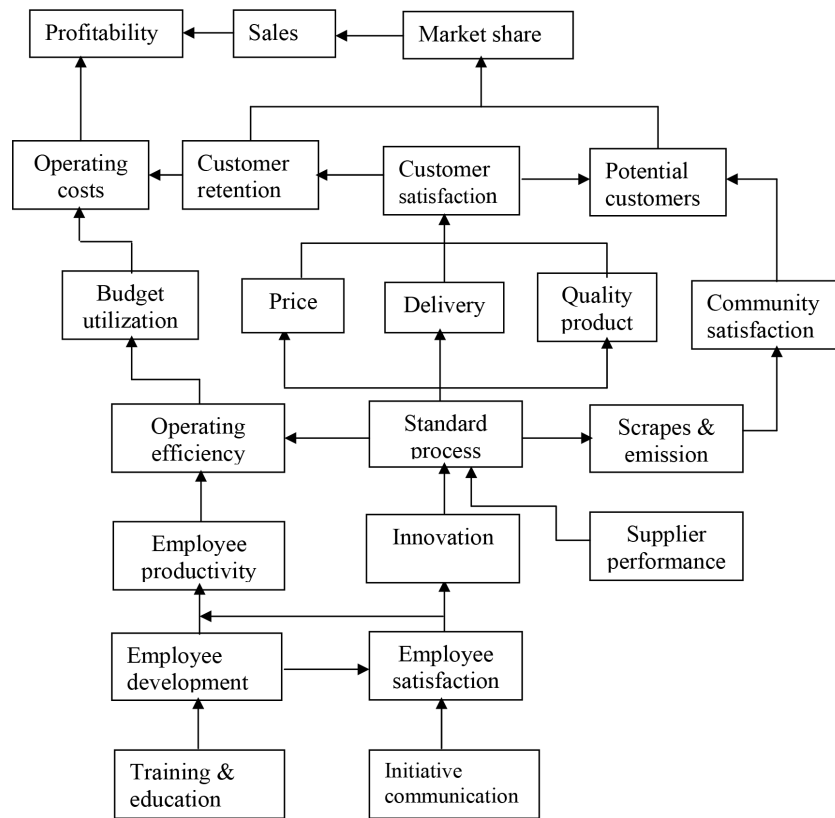 Profitability
Sales
Market share
Operating
costs
Customer
retention
Customer
satisfaction
Potential
customers
Budget
utilization
Price
Delivery
Quality
product
Community
satisfaction
Operating
efficiency
Standard
process
Scrapes &
emission
Employee
productivity
Innovation
Supplier
performance
Employee
development
Employee
satisfaction
Training &
education
Initiative
communication